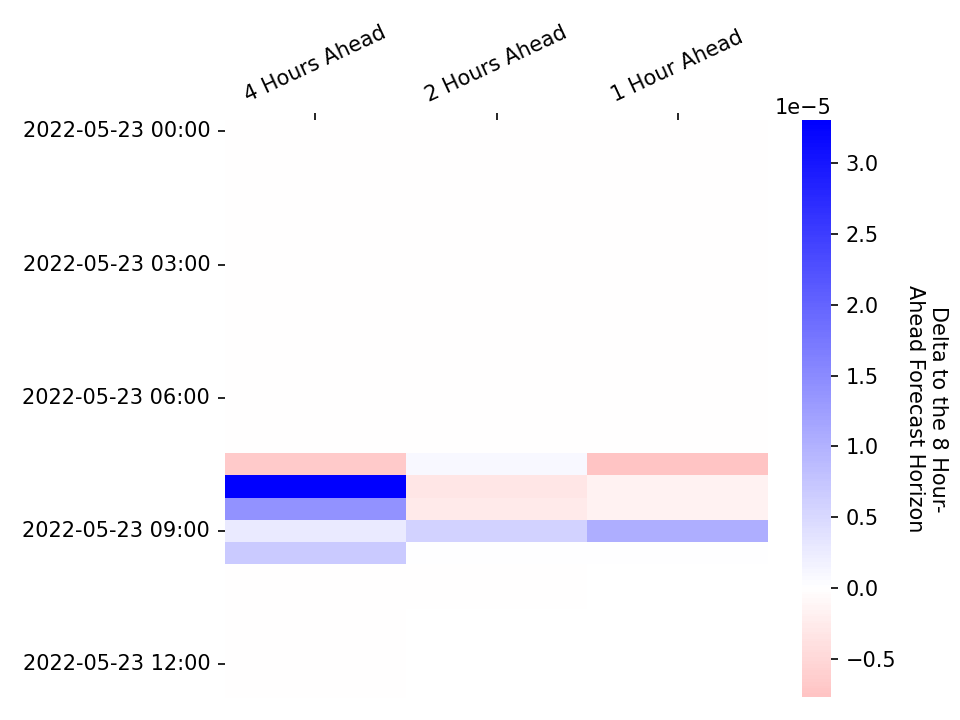 4 Hours Ahead
2 Hours Ahead
1 Hour Ahead
1e−5
2022-05-23 00:00
2022-05-23 03:00
2022-05-23 06:00
2022-05-23 09:00
2022-05-23 12:00
3.0
2.5
2.0
1.5
1.0
0.5
0.0
−0.5
Delta to the 8 Hour-
Ahead Forecast Horizon